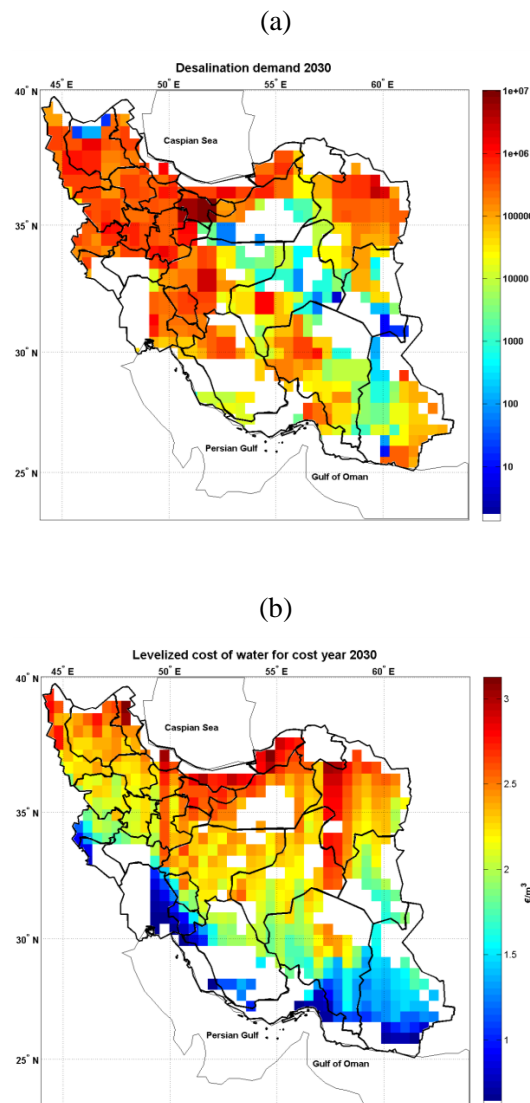 (a)
Desalination demand 2030
45° E 50° E 55° E 60° E
40° N
35° N
30° N
25° N
Caspian Sea
Persian Gulf
Gulf of Oman
1e+07
1e+06
100000
10000
1000
100
10
(b)
Levelized cost of water for cost year 2030
45° E 50° E 55° E 60° E
40° N
35° N
30° N
25° N
Caspian Sea
Persian Gulf
Gulf of Oman
3
2.5
2
1.5
1
€/m³